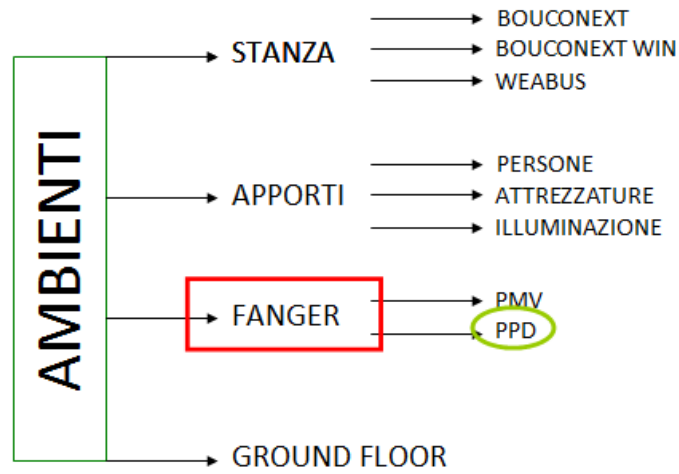 AMBIENTI
STANZA
BOUCONEXT
BOUCONEXT WIN
WEABUS
APPORTI
PERSONE
ATTREZZATURE
ILLUMINAZIONE
FANGER
PMV
PPD
GROUND FLOOR